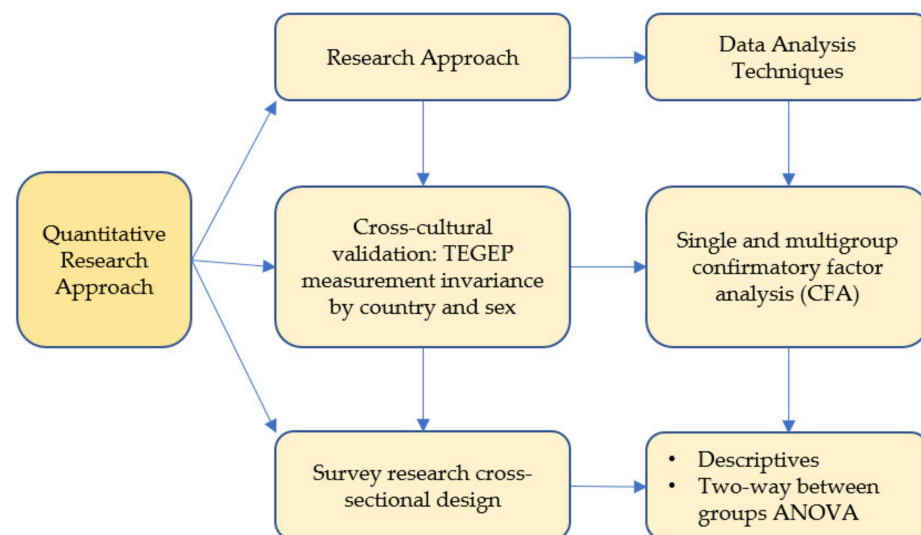 Research Approach
Data Analysis
Techniques
Quantitative
Research
Approach
Cross-cultural
validation: TEGEP
measurement invariance
by country and sex
Single and multigroup
confirmatory factor
analysis (CFA)
Survey research cross-
sectional design
• Descriptives
• Two-way between
groups ANOVA